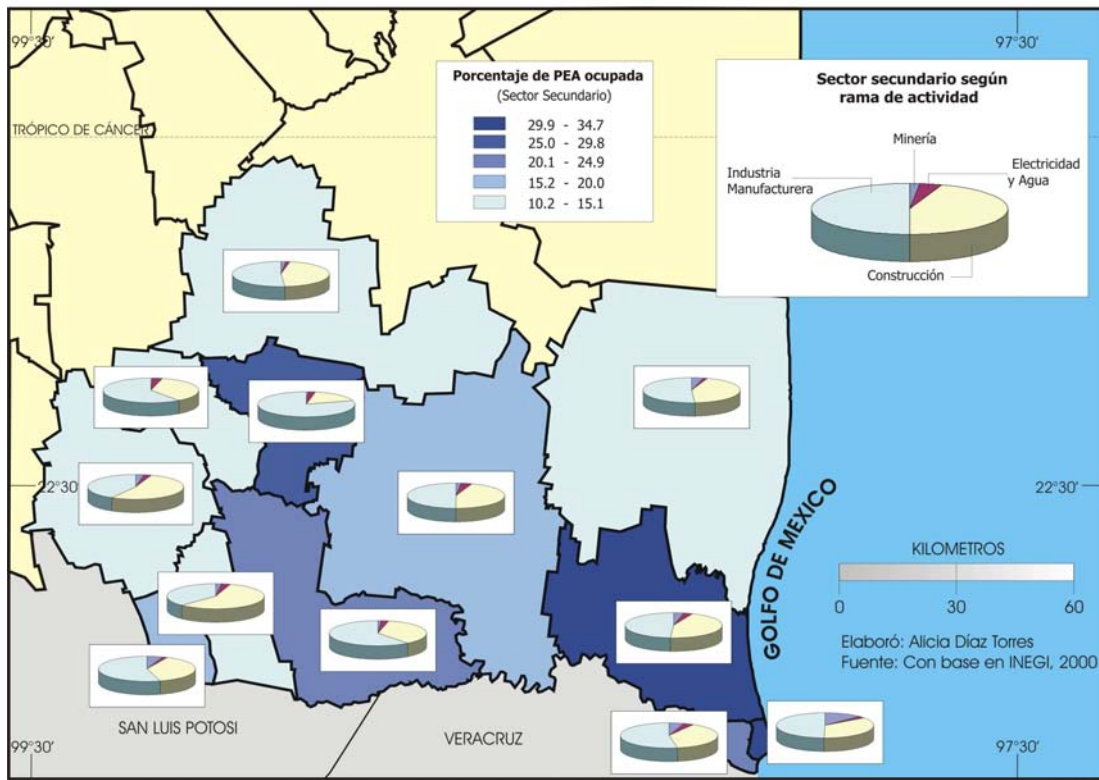 99°30'
97°30'
TRÓPICO DE CÁNCER
Porcentaje de PEA ocupada
(Sector Secundario)
29.9 - 34.7
25.0 - 29.8
20.1 - 24.9
15.2 - 20.0
10.2 - 15.1
Sector secundario según
rama de actividad
Minería
Electricidad
y Agua
Industria
Manufacturera
Construcción
22°30'
22°30'
GOLFO DE MEXICO
KILOMETROS
0 30 60
Elaboró: Alicia Díaz Torres
Fuente: Con base en INEGI, 2000
SAN LUIS POTOSI
VERACRUZ
99°30'
97°30'